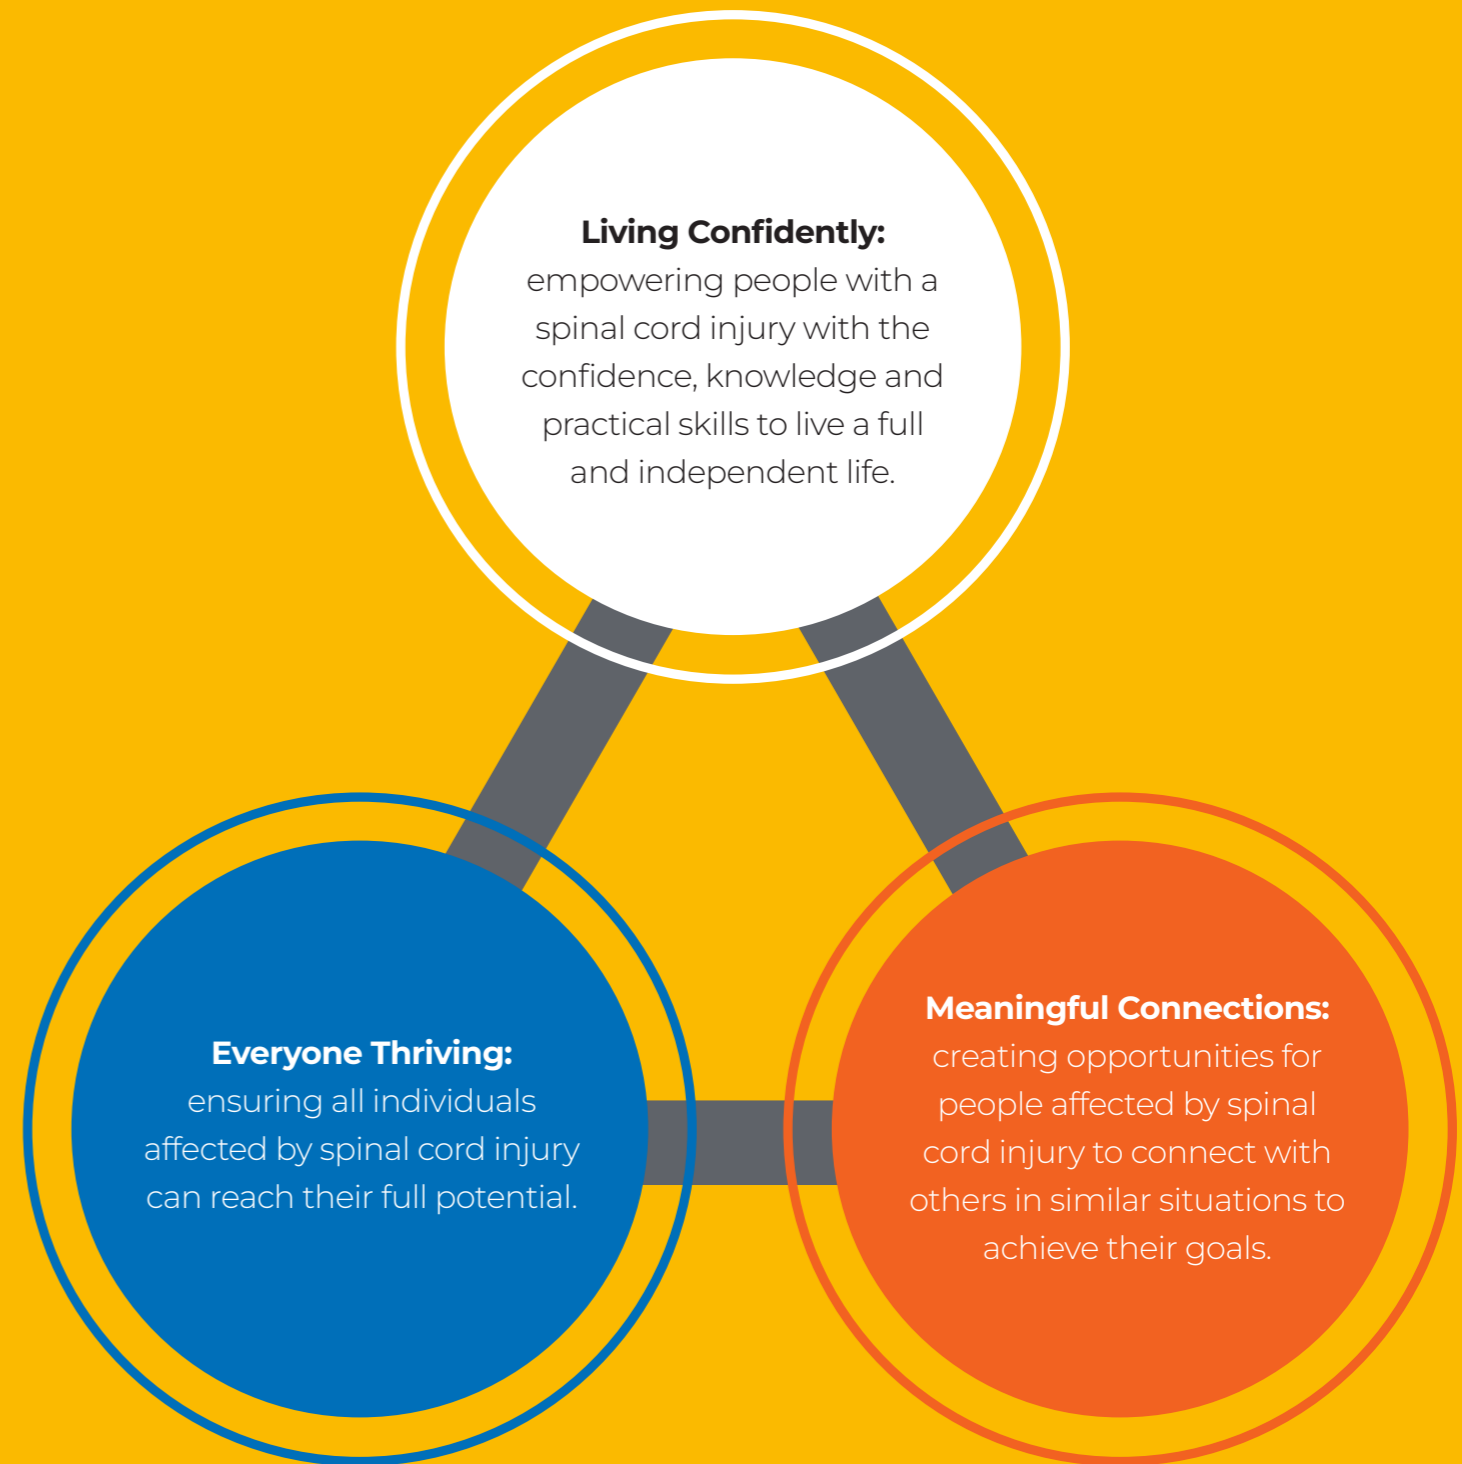 Living Confidently:
empowering people with a
spinal cord injury with the
confidence, knowledge and
practical skills to live a full
and independent life.
Everyone Thriving:
ensuring all individuals
affected by spinal cord injury
can reach their full potential.
Meaningful Connections:
creating opportunities for
people affected by spinal
cord injury to connect with
others in similar situations to
achieve their goals.